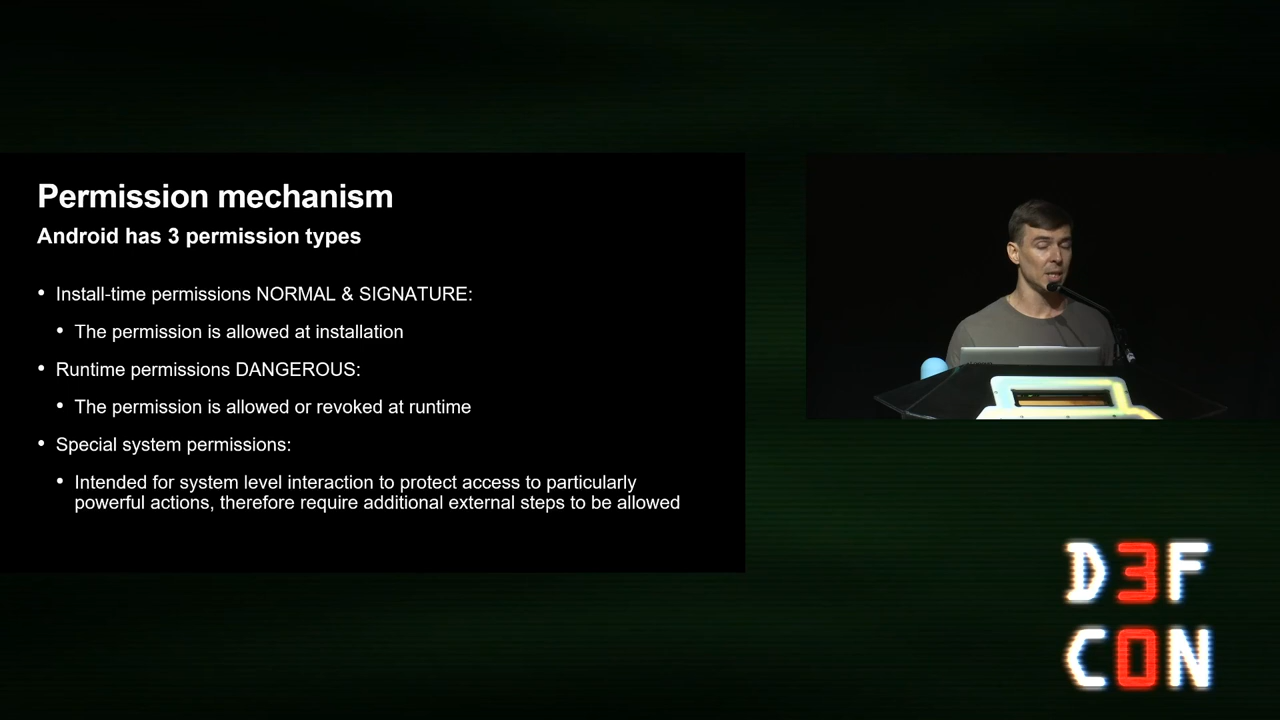 Permission mechanism
Android has 3 permission types
• Install-time permissions NORMAL & SIGNATURE:
• The permission is allowed at installation
• Runtime permissions DANGEROUS:
• The permission is allowed or revoked at runtime
• Special system permissions:
• Intended for system level interaction to protect access to particularly
powerful actions, therefore require additional external steps to be allowed
D3F
C0N